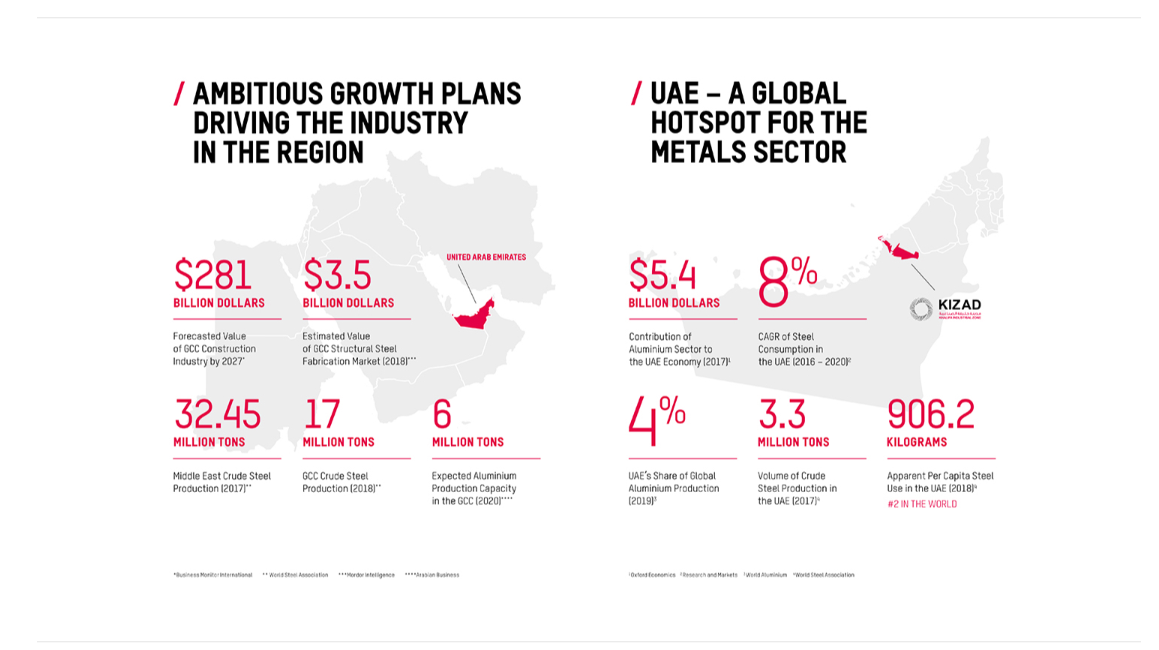 / AMBITIOUS GROWTH PLANS
DRIVING THE INDUSTRY
IN THE REGION
UNITED ARAB EMIRATES
$281
BILLION DOLLARS
Forecasted Value
of GCC Construction
Industry by 2027*
$3.5
BILLION DOLLARS
Estimated Value
of GCC Structural Steel
Fabrication Market (2018)***
32.45
MILLION TONS
Middle East Crude Steel
Production (2017)**
17
MILLION TONS
GCC Crude Steel
Production (2018)**
6
MILLION TONS
Expected Aluminium
Production Capacity
in the GCC (2020)****
*Business Monitor International ** World Steel Association ***Mordor Intelligence ****Arabian Business
/ UAE – A GLOBAL
HOTSPOT FOR THE
METALS SECTOR
KIZAD
$5.4
BILLION DOLLARS
Contribution of
Aluminium Sector to
the UAE Economy (2017)¹
8%
CAGR of Steel
Consumption in
the UAE (2016 – 2020)²
4%
UAE's Share of Global
Aluminium Production
(2019)³
3.3
MILLION TONS
Volume of Crude
Steel Production in
the UAE (2017)⁴
906.2
KILOGRAMS
Apparent Per Capita Steel
Use in the UAE (2018)⁴
#2 IN THE WORLD
¹Oxford Economics ²Research and Markets ³World Aluminium ⁴World Steel Association